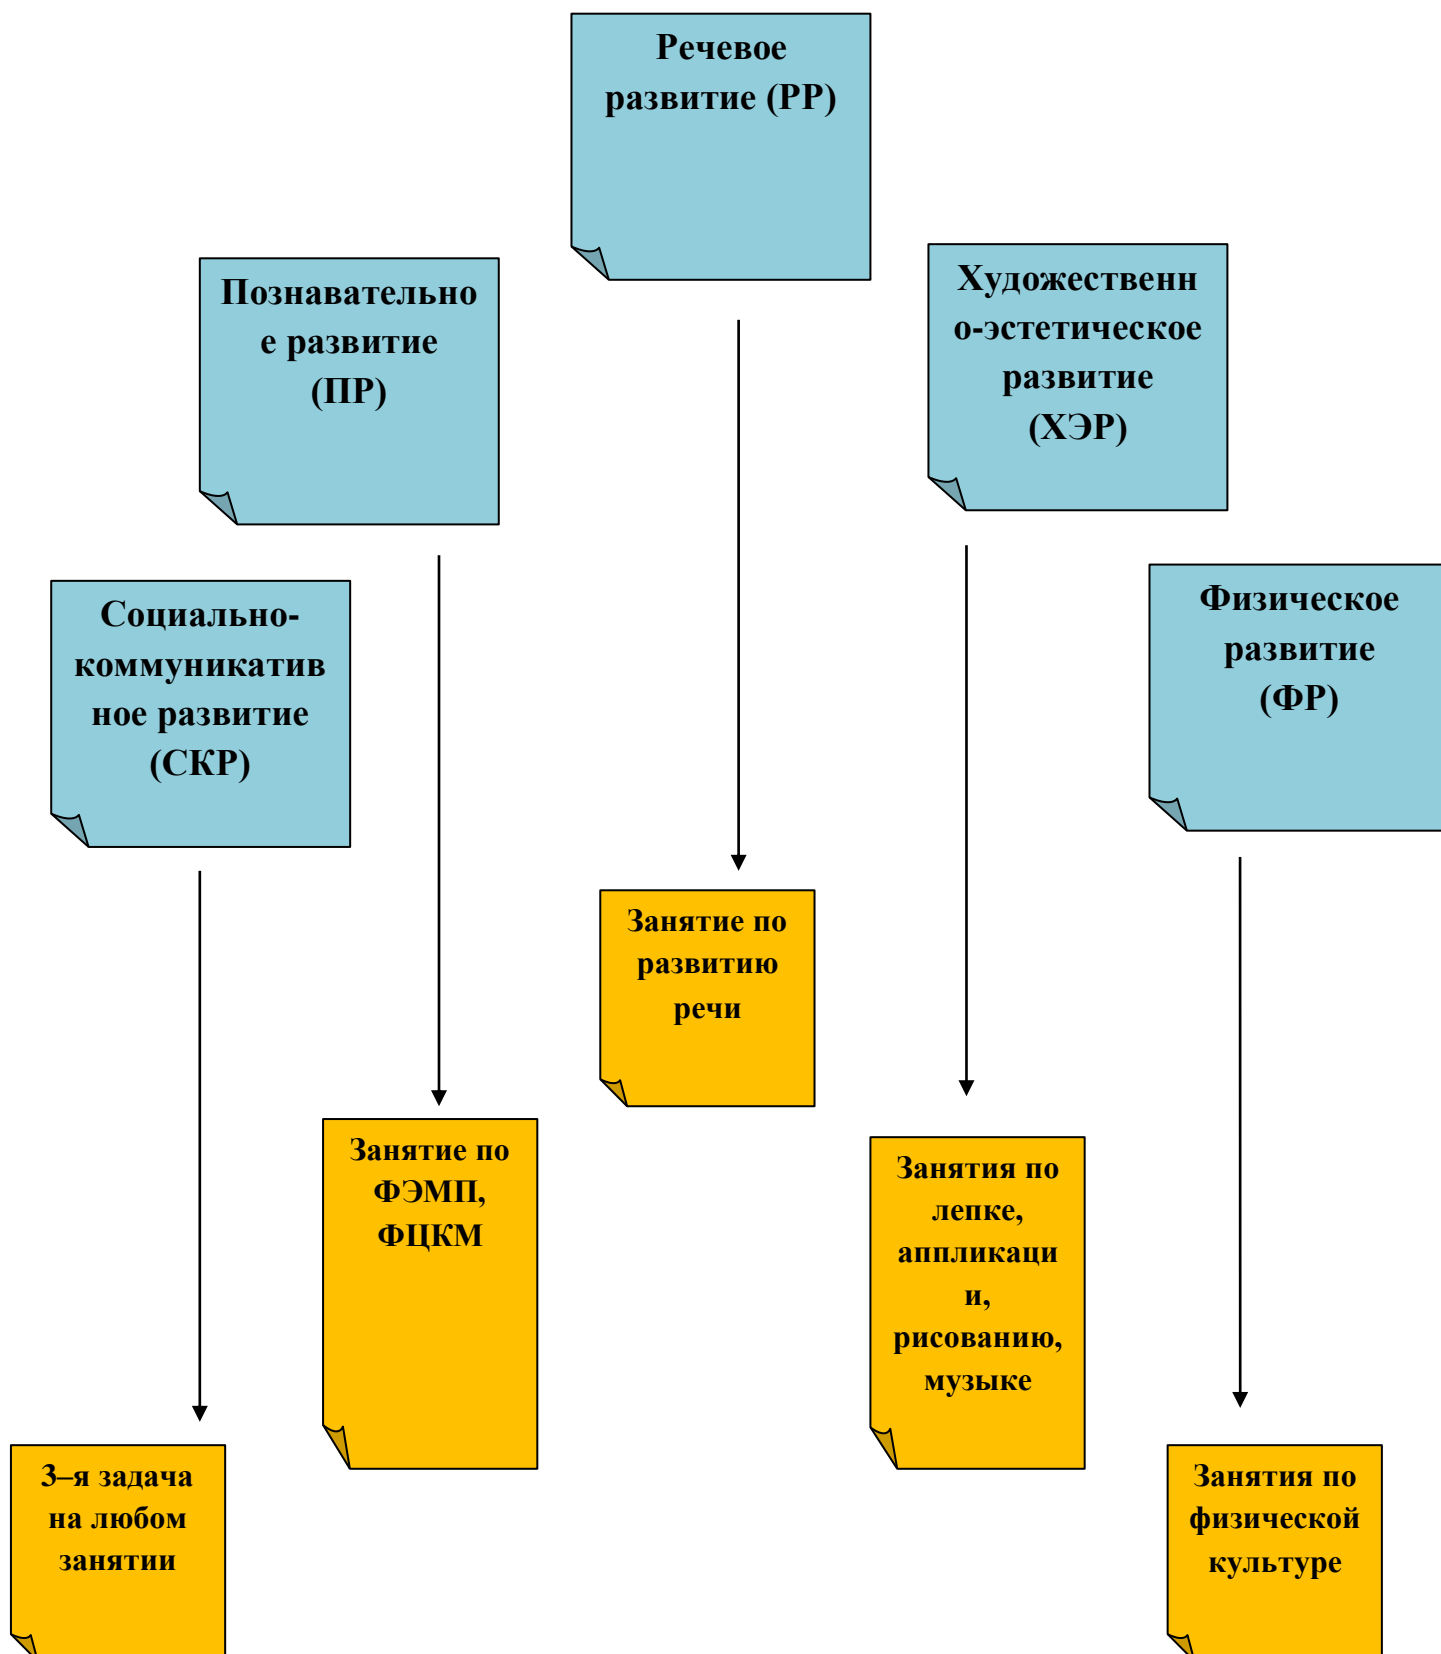 Речевое
развитие (РР)
Познавательно
е развитие
(ПР)
Художественн
о-эстетическое
развитие
(ХЭР)
Социально-
коммуникатив
ное развитие
(СКР)
Физическое
развитие
(ФР)
Занятие по
развитию
речи
Занятие по
ФЭМП,
ФЦКМ
Занятия по
лепке,
аппликаци
и,
рисованию,
музыке
3–я задача
на любом
занятии
Занятия по
физической
культуре